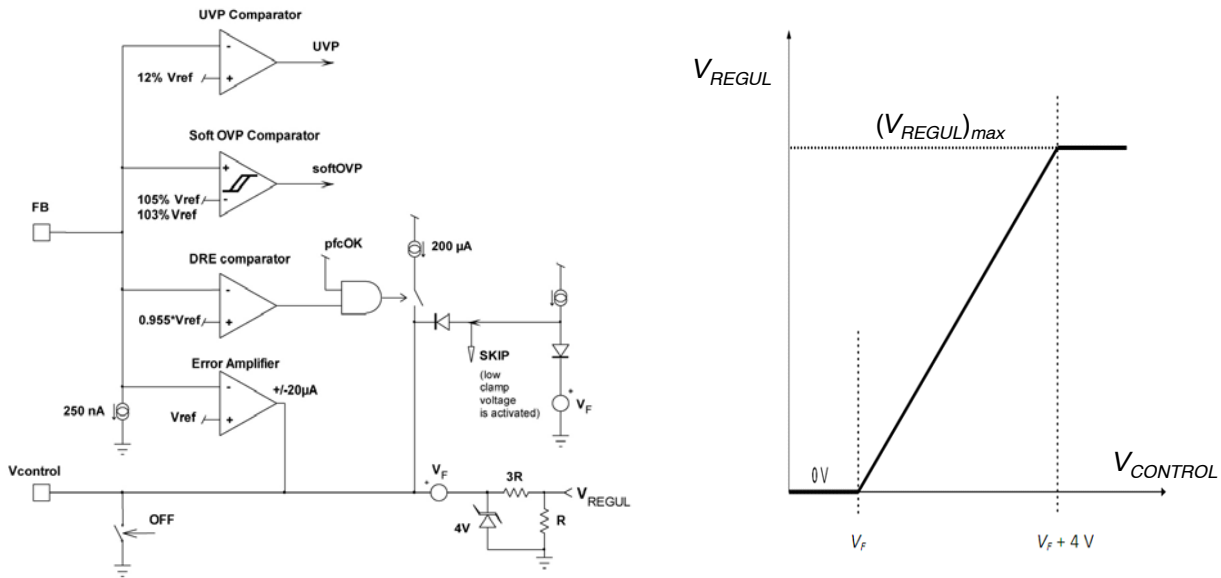 UVP Comparator
-
UVP
12% Vref
+
Soft OVP Comparator
+
softOVP
105% Vref
-
103% Vref
FB
pfcOK
200 µA
DRE comparator
-
0.955*Vref
+
SKIP
(low
clamp
voltage
is activated)
+
V_F
Error Amplifier
+/-20µA
-
250 nA
Vref
+
Vcontrol
V_F
+
3R
V_REGUL
4V
R
OFF
V_REGUL
(V_REGUL)max
0 V
V_CONTROL
V_F
V_F + 4 V